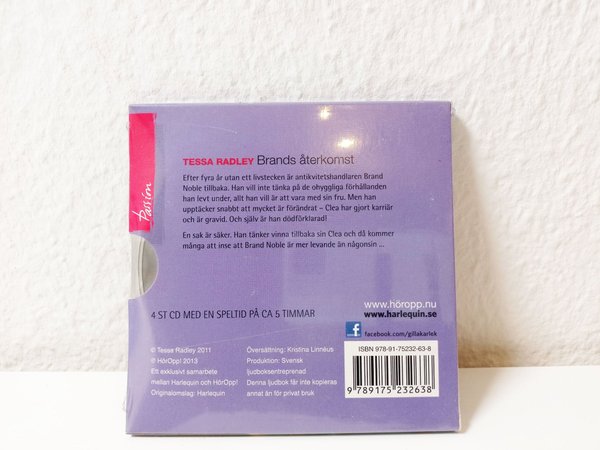 Passion
TESSA RADLEY Brands återkomst
Efter fyra år utan ett livstecken är antikvitetshandlaren Brand
Noble tillbaka. Han vill inte tänka på de ohyggliga förhållanden
han levt under, allt han vill är att vara med sin fru. Men han
upptäcker snabbt att mycket är förändrat – Clea har gjort karriär
och är gravid. Och själv är han dödförklarad!
En sak är säker. Han tänker vinna tillbaka sin Clea och då kommer
många att inse att Brand Noble är mer levande än någonsin ...
www.höropp.nu
www.harlequin.se
4 ST CD MED EN SPELTID PÅ CA 5 TIMMAR
f facebook.com/gillakarlek
© Tessa Radley 2011
® HörOpp! 2013
Ett exklusivt samarbete
mellan Harlequin och HörOpp!
Originalomslag: Harlequin
Översättning: Kristina Linnéus
Produktion: Svensk
ljudboksentreprenad
Denna ljudbok får inte kopieras
annat än för privat bruk
ISBN 978-91-75232-63-8
9 789175 232638